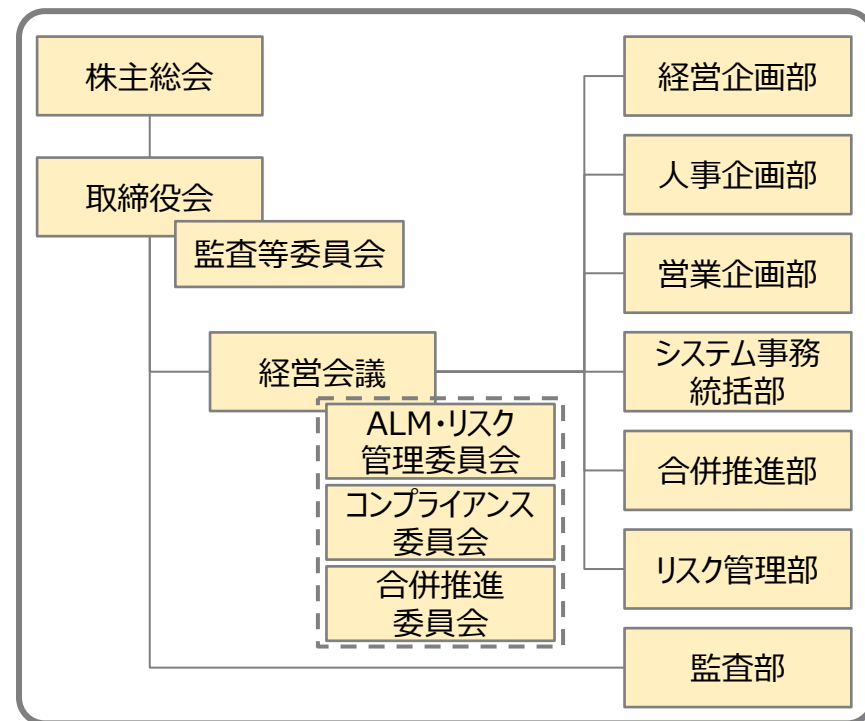 株主総会
取締役会
監査等委員会
経営会議
ALM・リスク
管理委員会
コンプライアンス
委員会
合併推進
委員会
経営企画部
人事企画部
営業企画部
システム事務
統括部
合併推進部
リスク管理部
監査部